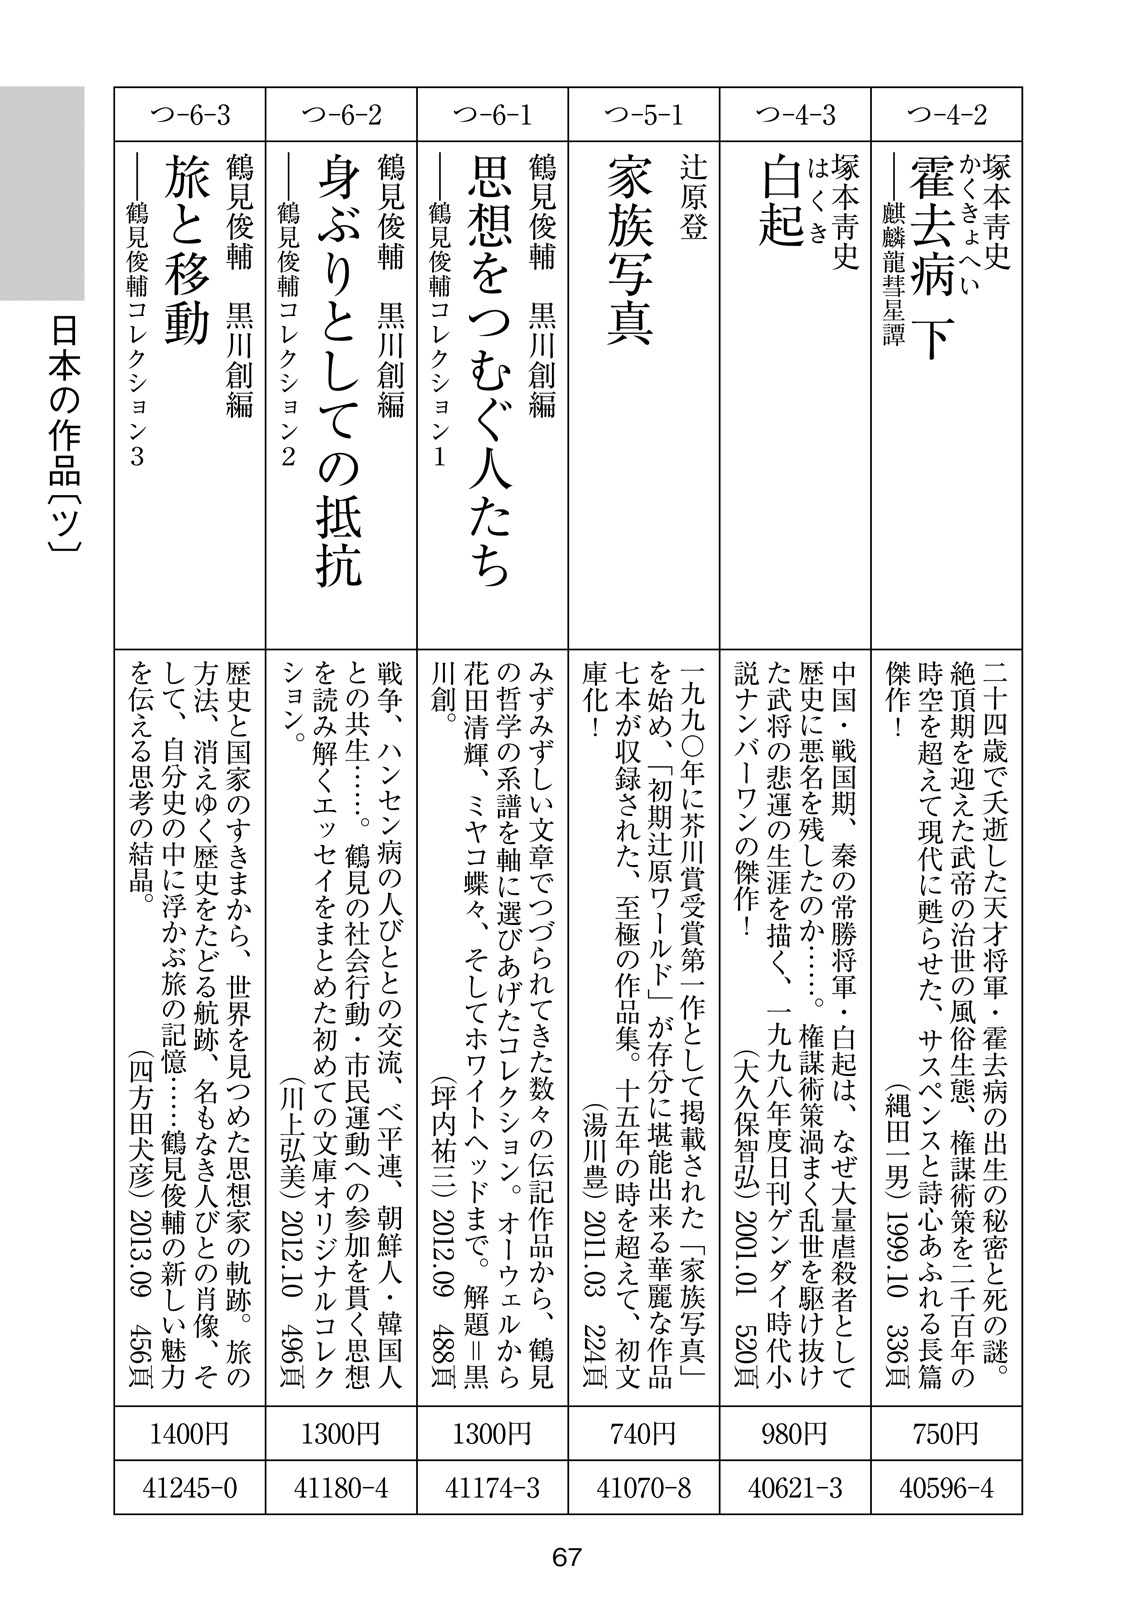 日本の作品〔ツ〕
つ-4-2
塚本靑史
かくきょへい
霍去病 下
――麒麟龍彗星譚
二十四歳で夭逝した天才将軍・霍去病の出生の秘密と死の謎。
絶頂期を迎えた武帝の治世の風俗生態、権謀術策を二千百年の
時空を超えて現代に甦らせた、サスペンスと詩心あふれる長篇
傑作！　（縄田一男）1999.10　336頁
750円
40596-4
つ-4-3
塚本靑史
はくき
白起
中国・戦国期、秦の常勝将軍・白起は、なぜ大量虐殺者として
歴史に悪名を残したのか……。権謀術策渦まく乱世を駆け抜け
た武将の悲運の生涯を描く、一九九八年度日刊ゲンダイ時代小
説ナンバーワンの傑作！　（大久保智弘）2001.01　520頁
980円
40621-3
つ-5-1
辻原登
家族写真
一九九〇年に芥川賞受賞第一作として掲載された「家族写真」
を始め、「初期辻原ワールド」が存分に堪能出来る華麗な作品
七本が収録された、至極の作品集。十五年の時を超えて、初文
庫化！　（湯川豊）2011.03　224頁
740円
41070-8
つ-6-1
鶴見俊輔　黒川創編
思想をつむぐ人たち
――鶴見俊輔コレクション1
みずみずしい文章でつづられてきた数々の伝記作品から、鶴見
の哲学の系譜を軸に選びあげたコレクション。オーウェルから
花田清輝、ミヤコ蝶々、そしてホワイトヘッドまで。解題＝黒
川創。　（坪内祐三）2012.09　488頁
1300円
41174-3
つ-6-2
鶴見俊輔　黒川創編
身ぶりとしての抵抗
――鶴見俊輔コレクション2
戦争、ハンセン病の人びととの交流、べ平連、朝鮮人・韓国人
との共生……。鶴見の社会行動・市民運動への参加を貫く思想
を読み解くエッセイをまとめた初めての文庫オリジナルコレク
ション。　（川上弘美）2012.10　496頁
1300円
41180-4
つ-6-3
鶴見俊輔　黒川創編
旅と移動
――鶴見俊輔コレクション3
歴史と国家のすきまから、世界を見つめた思想家の軌跡。旅の
方法、消えゆく歴史をたどる航跡、名もなき人びとの肖像、そ
して、自分史の中に浮かぶ旅の記憶……鶴見俊輔の新しい魅力
を伝える思考の結晶。　（四方田犬彦）2013.09　456頁
1400円
41245-0
67